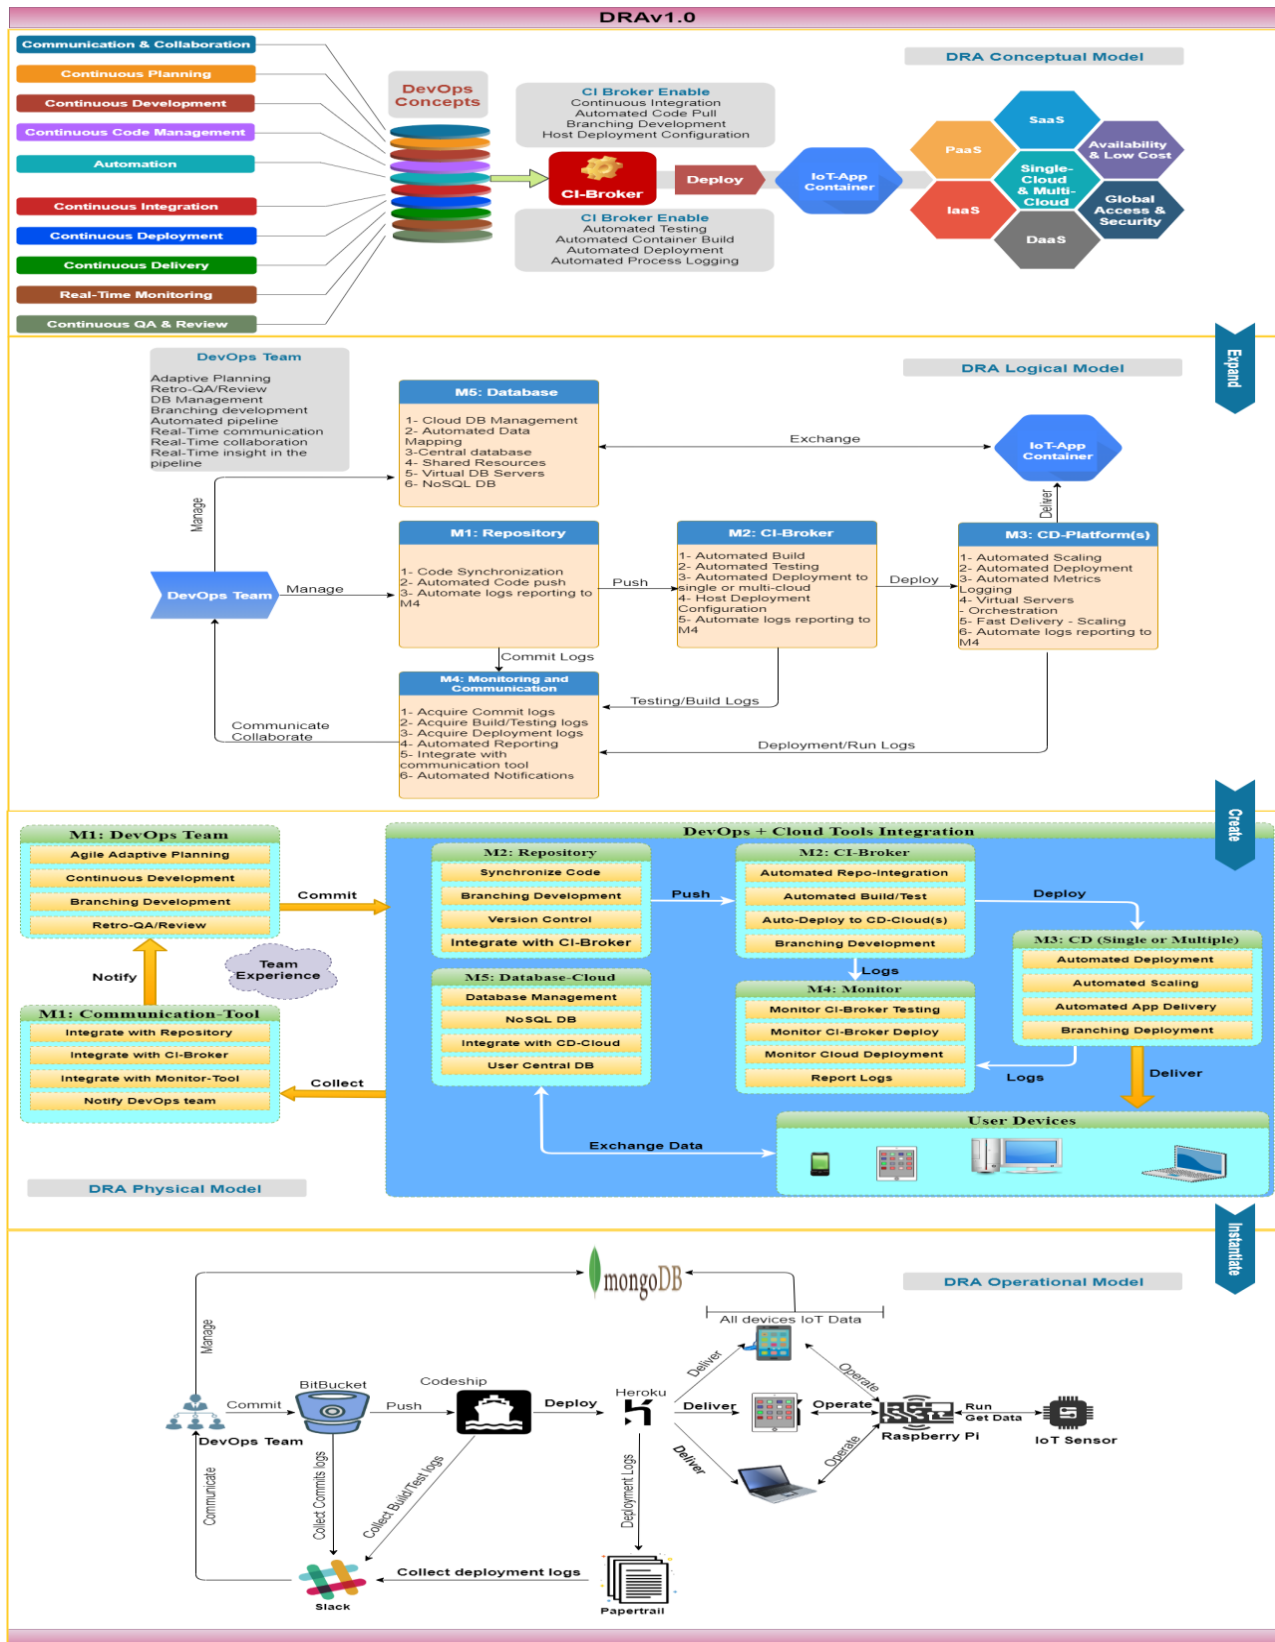 DRAv1.0
Communication & Collaboration
Continuous Planning
Continuous Development
Continuous Code Management
Automation
Continuous Integration
Continuous Deployment
Continuous Delivery
Real-Time Monitoring
Continuous QA & Review
DevOps
Concepts
CI Broker Enable
Continuous Integration
Automated Code Pull
Branching Development
Host Deployment Configuration
CI-Broker
CI Broker Enable
Automated Testing
Automated Container Build
Automated Deployment
Automated Process Logging
Deploy
IoT-App
Container
DRA Conceptual Model
SaaS
PaaS
Availability
& Low Cost
Single-
Cloud
& Multi-
Cloud
IaaS
Global
Access &
Security
DaaS
Expand
DevOps Team
Adaptive Planning
Retro-QA/Review
DB Management
Branching development
Automated pipeline
Real-Time communication
Real-Time collaboration
Real-Time insight in the
pipeline
DRA Logical Model
M5: Database
1- Cloud DB Management
2- Automated Data
Mapping
3-Central database
4- Shared Resources
5- Virtual DB Servers
6- NoSQL DB
Exchange
IoT-App
Container
Manage
Deliver
DevOps Team
Manage
M1: Repository
1- Code Synchronization
2- Automated Code push
3- Automate logs reporting to
M4
Push
M2: CI-Broker
1- Automated Build
2- Automated Testing
3- Automated Deployment to
single or multi-cloud
4- Host Deployment
Configuration
5- Automate logs reporting to
M4
Deploy
M3: CD-Platform(s)
1- Automated Scaling
2- Automated Deployment
3- Automated Metrics
Logging
4- Virtual Servers
- Orchestration
5- Fast Delivery - Scaling
6- Automate logs reporting to
M4
Commit Logs
M4: Monitoring and
Communication
1- Acquire Commit logs
2- Acquire Build/Testing logs
3- Acquire Deployment logs
4- Automated Reporting
5- Integrate with
communication tool
6- Automated Notifications
Testing/Build Logs
Deployment/Run Logs
Communicate
Collaborate
Create
M1: DevOps Team
Agile Adaptive Planning
Continuous Development
Branching Development
Retro-QA/Review
Commit
Notify
Team
Experience
M1: Communication-Tool
Integrate with Repository
Integrate with CI-Broker
Integrate with Monitor-Tool
Notify DevOps team
Collect
DRA Physical Model
DevOps + Cloud Tools Integration
M2: Repository
Synchronize Code
Branching Development
Version Control
Integrate with CI-Broker
Push
M2: CI-Broker
Automated Repo-integration
Automated Build/Test
Auto-Deploy to CD-Cloud(s)
Branching Development
Deploy
Logs
M3: CD (Single or Multiple)
Automated Deployment
Automated Scaling
Automated App Delivery
Branching Deployment
M5: Database-Cloud
Database Management
NoSQL DB
Integrate with CD-Cloud
User Central DB
M4: Monitor
Monitor CI-Broker Testing
Monitor CI-Broker Deploy
Monitor Cloud Deployment
Report Logs
Logs
Deliver
Exchange Data
User Devices
Instantiate
DRA Operational Model
mongoDB
All devices IoT Data
Manage
DevOps Team
Commit
BitBucket
Push
Codeship
Deploy
Heroku
Deliver
Deliver
Deliver
Operate
Operate
Operate
Raspberry Pi
Run
Get Data
IoT Sensor
Communicate
Collect Commits logs
Collect Build/Test logs
Deployment Logs
Slack
Collect deployment logs
Papertrail